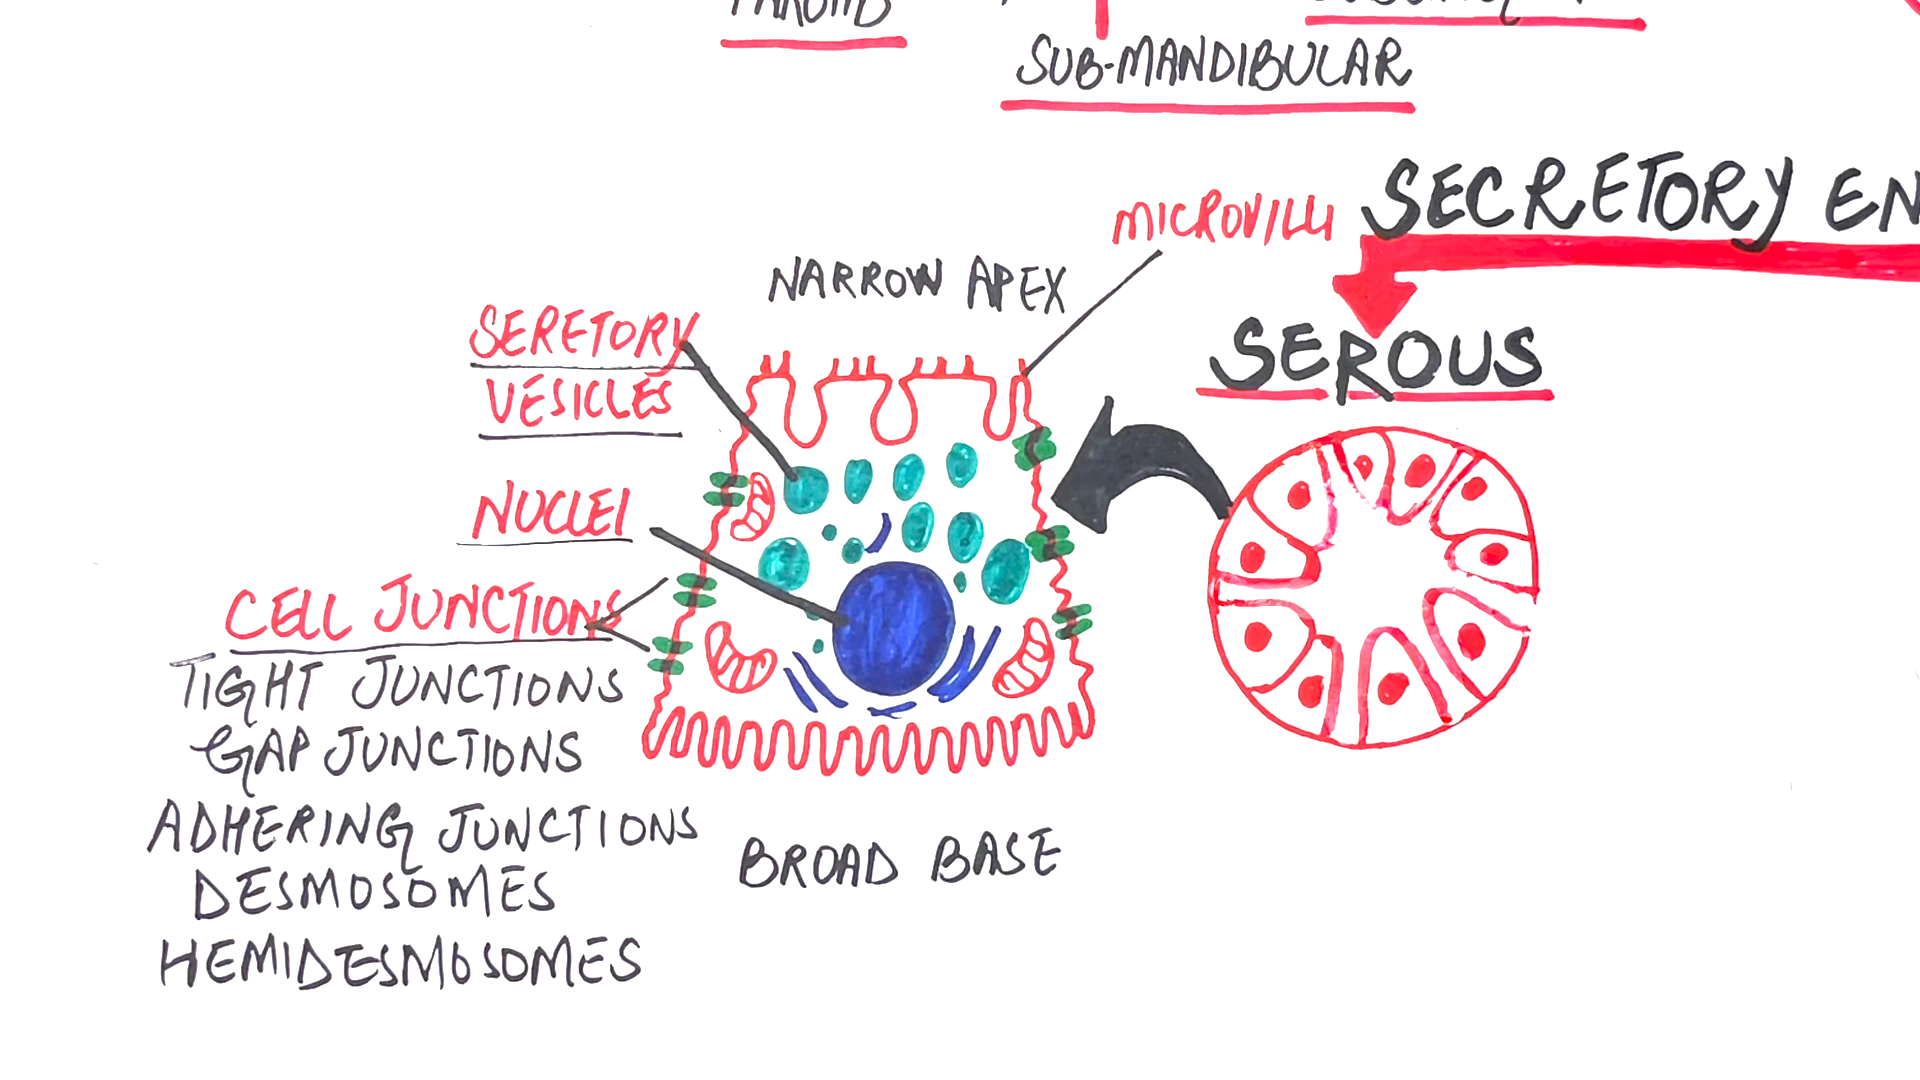 SUB-MANDIBULAR
SECRETORY EN
MICROVILLI
NARROW APEX
SERETORY
VESICLES
SEROUS
NUCLEI
CELL JUNCTIONS
TIGHT JUNCTIONS
GAP JUNCTIONS
ADHERING JUNCTIONS
DESMOSOMES
HEMIDESMOSOMES
BROAD BASE